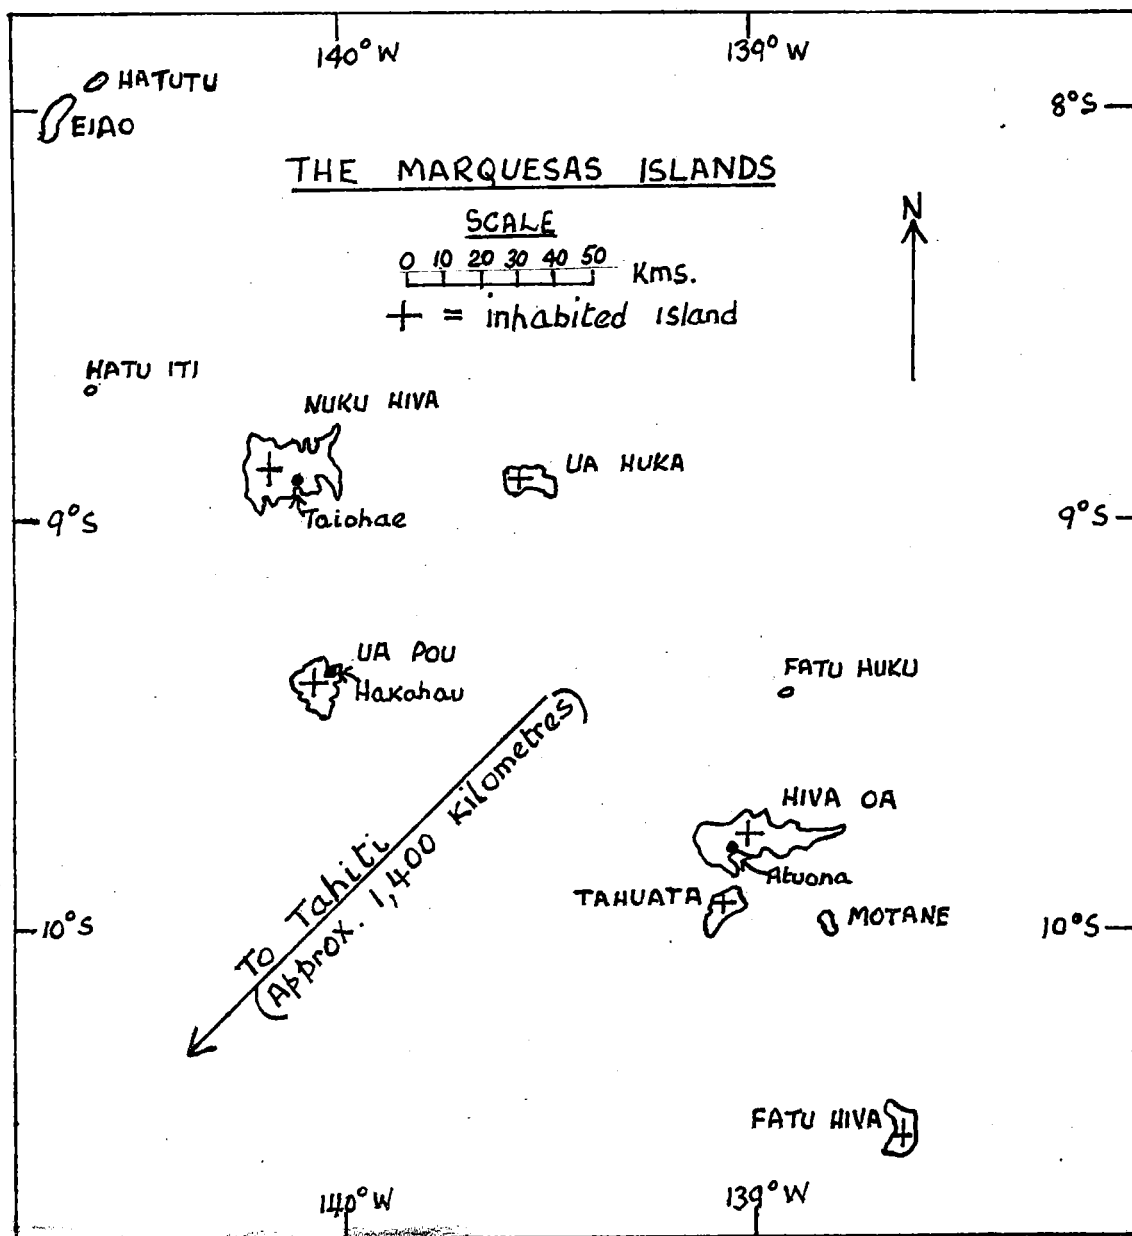 140°W 139°W
HATUTU
EIAO
8°S
THE MARQUESAS ISLANDS
SCALE
0 10 20 30 40 50
Kms.
+ = inhabited island
N
HATU ITI
NUKU HIVA
UA HUKA
Taiohae
9°S 9°S
UA POU
Hakahau
FATU HUKU
To Tahiti
(Approx. 1,400 kilometres)
HIVA OA
Atuona
TAHUATA
MOTANE
10°S 10°S
FATU HIVA
140°W 139°W